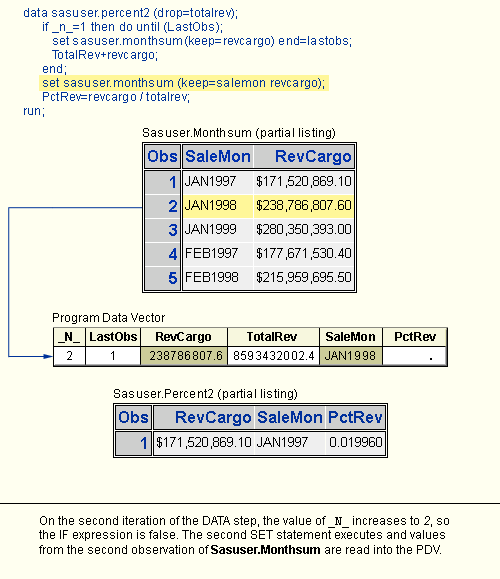 data sasuser.percent2 (drop=totalrev);
if _n_=1 then do until (LastObs);
set sasuser.monthsum(keep=revcargo) end=lastobs;
TotalRev+revcargo;
end;
set sasuser.monthsum (keep=salemon revcargo);
PctRev=revcargo / totalrev;
run;
Sasuser.Monthsum (partial listing)
Obs SaleMon RevCargo
1 JAN1997 $171,520,869.10
2 JAN1998 $238,786,807.60
3 JAN1999 $280,350,393.00
4 FEB1997 $177,671,530.40
5 FEB1998 $215,959,695.50
Program Data Vector
_N_ LastObs RevCargo TotalRev SaleMon PctRev
2 1 238786807.6 8593432002.4 JAN1998 .
Sasuser.Percent2 (partial listing)
Obs RevCargo SaleMon PctRev
1 $171,520,869.10 JAN1997 0.019960
On the second iteration of the DATA step, the value of _N_ increases to 2, so
the IF expression is false. The second SET statement executes and values
from the second observation of Sasuser.Monthsum are read into the PDV.